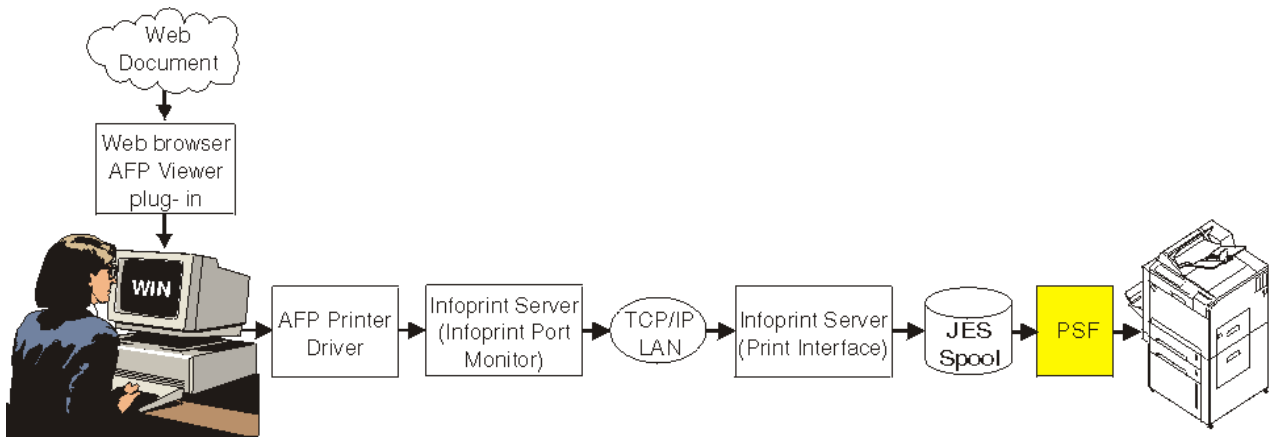 Web
Document
Web browser
AFP Viewer
plug- in
WIN
AFP Printer
Driver
Infoprint Server
(Infoprint Port
Monitor)
TCP/IP
LAN
Infoprint Server
(Print Interface)
JES
Spool
PSF